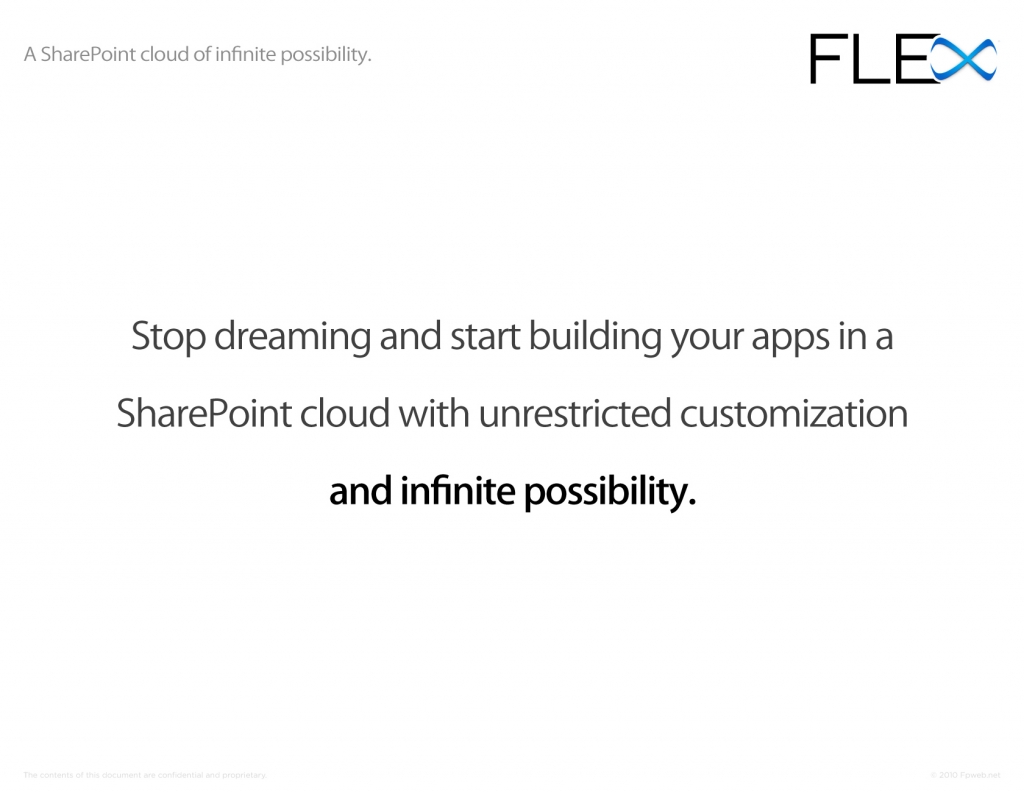 A SharePoint cloud of infinite possibility.
FLEX
Stop dreaming and start building your apps in a
SharePoint cloud with unrestricted customization
and infinite possibility.
The contents of this document are confidential and proprietary.
© 2010 Fpweb.net